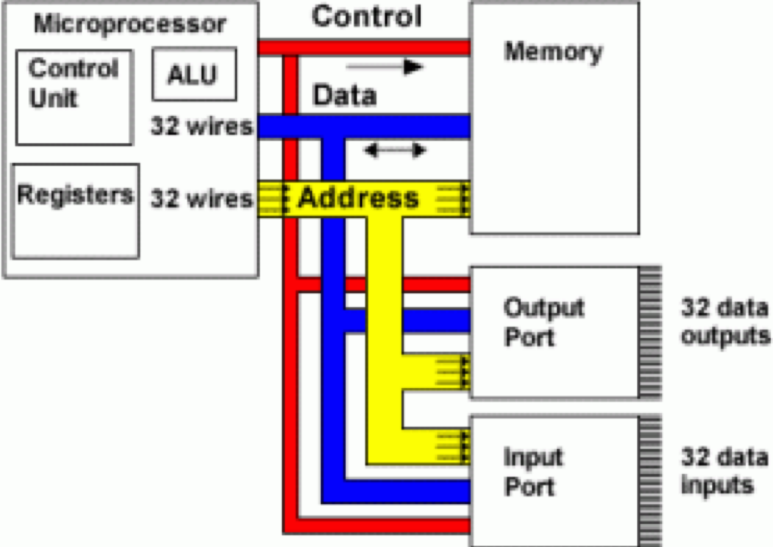 Microprocessor
Control
Unit
ALU
32 wires
Registers
32 wires
Control
Data
Address
Memory
Output
Port
32 data
outputs
Input
Port
32 data
inputs